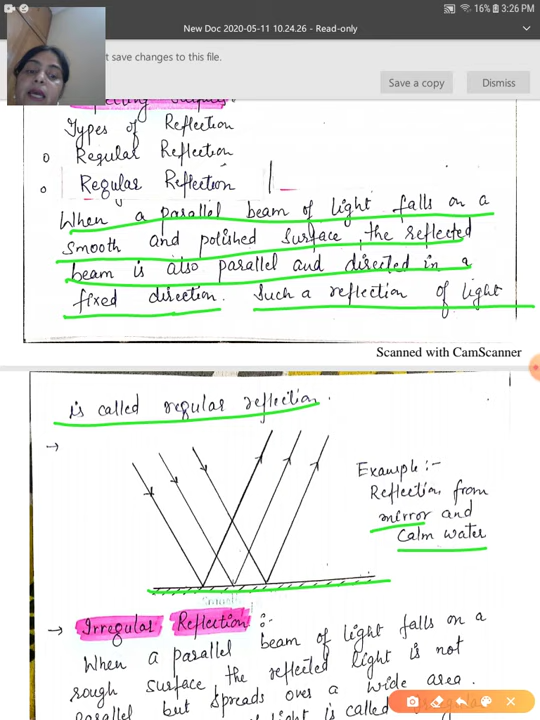 16% 3:26 PM
New Doc 2020-05-11 10.24.26 - Read-only
t save changes to this file.
Save a copy
Dismiss
Types of Reflection
Regular Reflection
Regular Reflection
When a parallel beam of light falls on a
smooth and polished surface, the reflected
beam is also parallel and directed in a
fixed direction. Such a reflection of light
Scanned with CamScanner
is called regular reflection.
Example :-
Reflection from
mirror and
Calm water
→ Irregular Reflection :-
When a parallel beam of light falls on a
rough surface, the reflected light is not
parallel but spreads over a wide area.
light is called